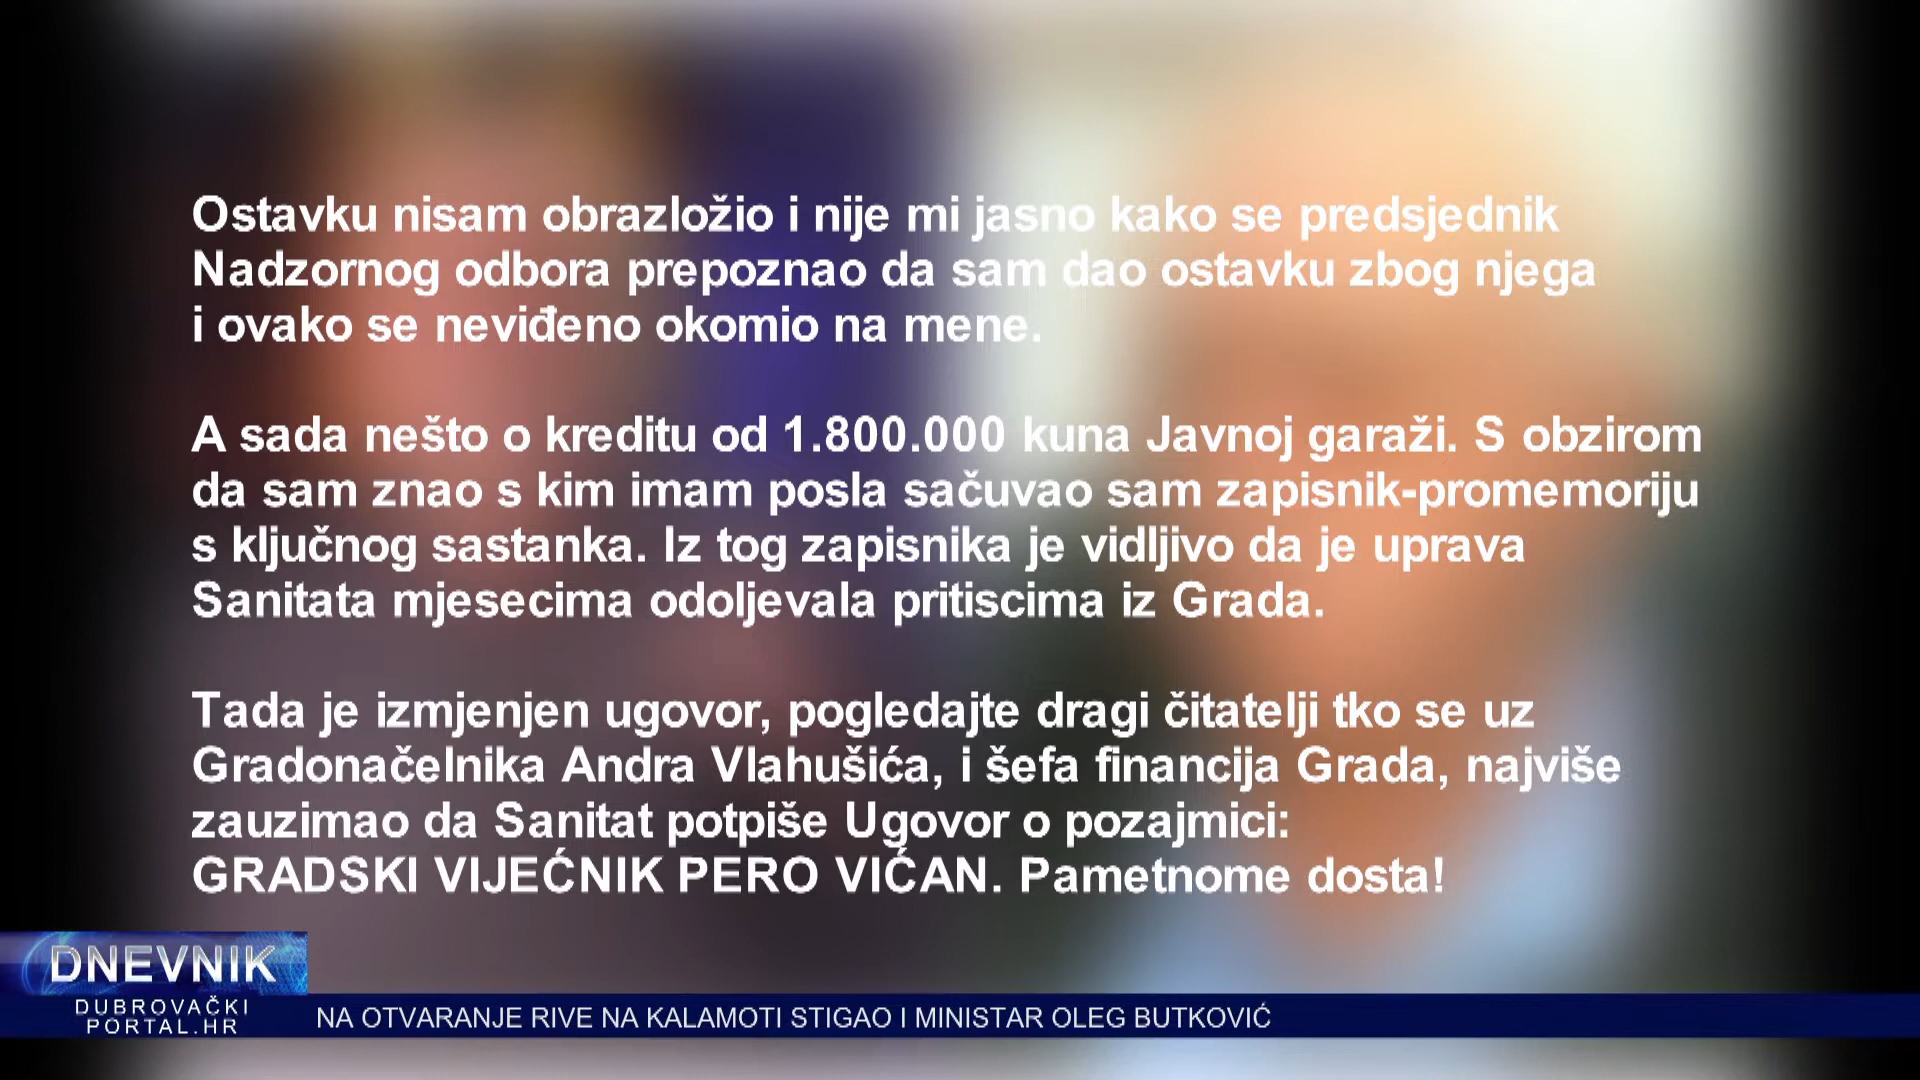 Ostavku nisam obrazložio i nije mi jasno kako se predsjednik
Nadzornog odbora prepoznao da sam dao ostavku zbog njega
i ovako se neviđeno okomio na mene.
A sada nešto o kreditu od 1.800.000 kuna Javnoj garaži. S obzirom
da sam znao s kim imam posla sačuvao sam zapisnik-promemoriju
s ključnog sastanka. Iz tog zapisnika je vidljivo da je uprava
Sanitata mjesecima odoljevala pritiscima iz Grada.
Tada je izmjenjen ugovor, pogledajte dragi čitatelji tko se uz
Gradonačelnika Andra Vlahušića, i šefa financija Grada, najviše
zauzimao da Sanitat potpiše Ugovor o pozajmici:
GRADSKI VIJEĆNIK PERO VIĆAN. Pametnome dosta!
DNEVNIK
DUBROVAČKI
PORTAL.HR
NA OTVARANJE RIVE NA KALAMOTI STIGAO I MINISTAR OLEG BUTKOVIĆ